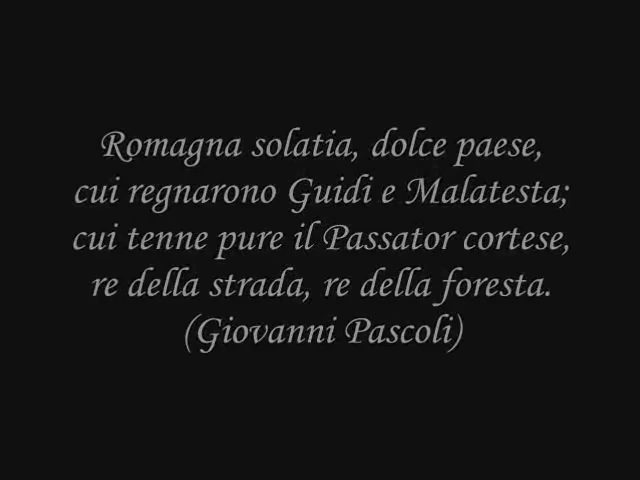 Romagna solatia, dolce paese,
cui regnarono Guidi e Malatesta;
cui tenne pure il Passator cortese,
re della strada, re della foresta.
(Giovanni Pascoli)